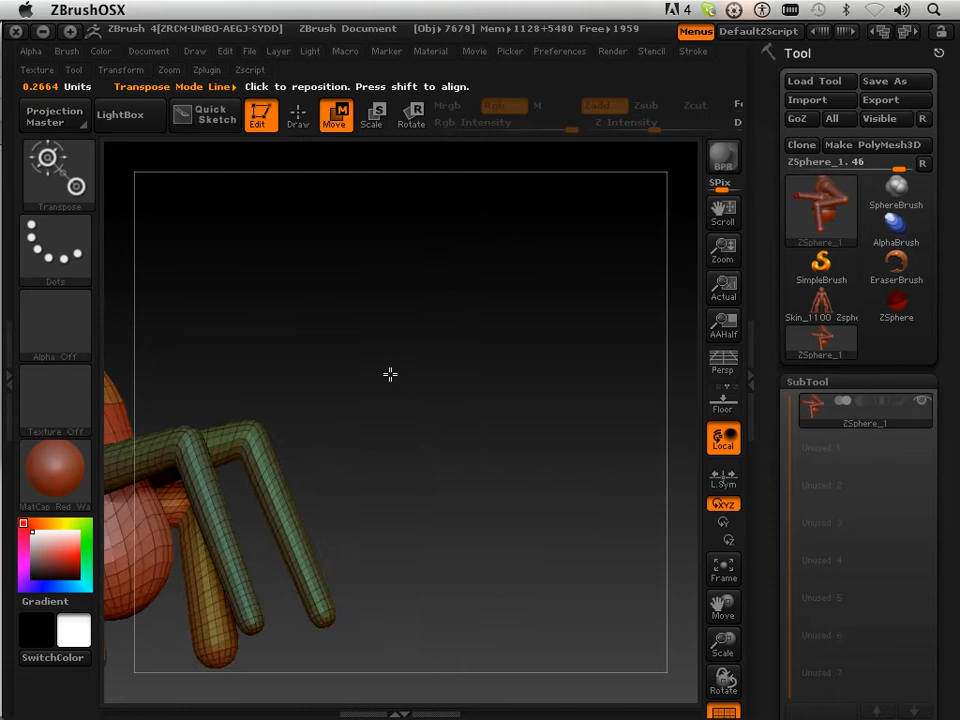 ZBrushOSX
4
ZBrush 4[ZRCM-UMBO-AEGJ-SYDD]
ZBrush Document
[Obj▸7679] Mem▸1128+5480 Free▸1959
Menus
DefaultZScript
Alpha
Brush
Color
Document
Draw
Edit
File
Layer
Light
Macro
Marker
Material
Movie
Picker
Preferences
Render
Stencil
Stroke
Texture
Tool
Transform
Zoom
Zplugin
Zscript
0.2664 Units
Transpose Mode Line▸ Click to reposition. Press shift to align.
Projection
Master
LightBox
Quick
Sketch
Edit
Draw
Move
Scale
Rotate
Mrgb
Rgb
M
Rgb Intensity
Zadd
Zsub
Zcut
Z Intensity
Fo
D
Transpose
Dots
Alpha Off
Texture Off
MatCap Red Wa
Gradient
SwitchColor
BPR
SPix
Scroll
Zoom
Actual
AAHalf
Persp
Floor
Local
L.Sym
XYZ
Frame
Move
Scale
Rotate
Tool
Load Tool
Save As
Import
Export
GoZ
All
Visible
R
Clone
Make PolyMesh3D
ZSphere_1. 46
R
ZSphere_1
SphereBrush
AlphaBrush
SimpleBrush
EraserBrush
Skin_1100 Zsphe
ZSphere
ZSphere_1
SubTool
ZSphere_1
Unused 1
Unused 2
Unused 3
Unused 4
Unused 5
Unused 6
Unused 7